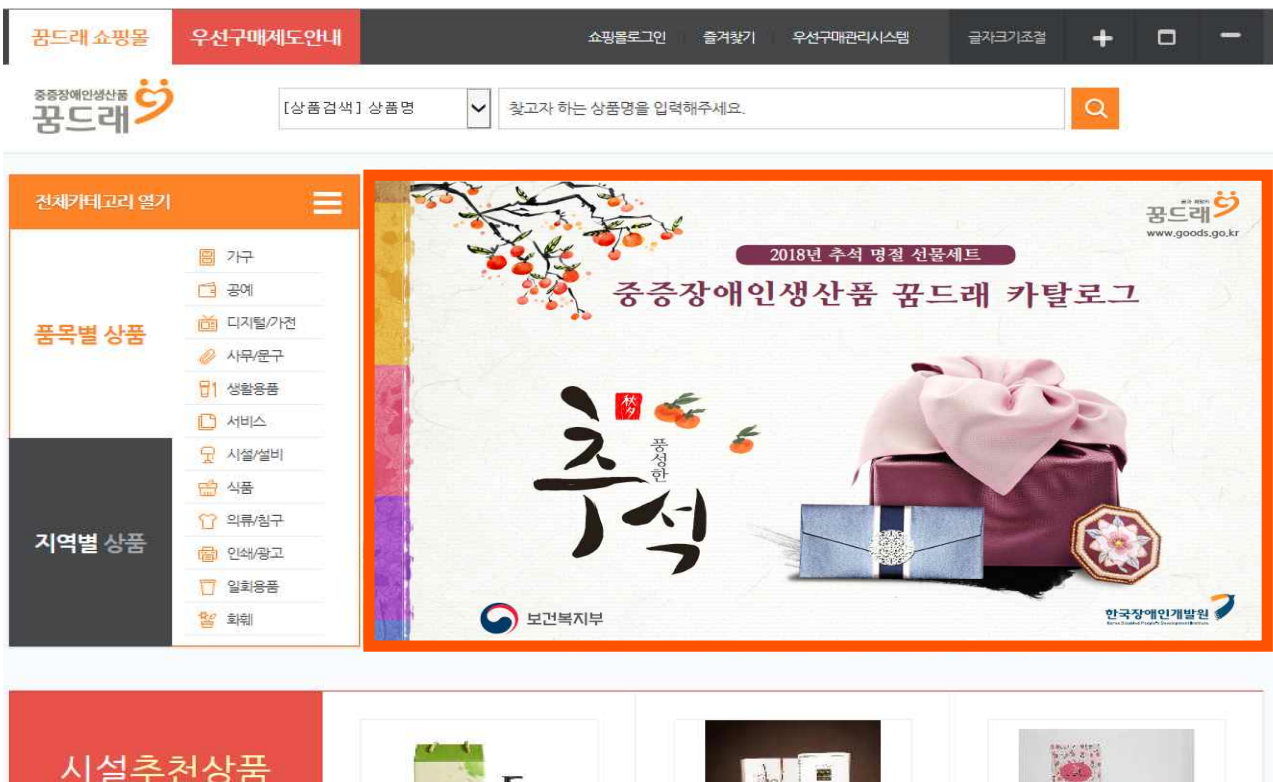 꿈드래 쇼핑몰 우선구매제도안내 쇼핑몰로그인 즐겨찾기 우선구매관리시스템 글자크기조절
중증장애인생산품
꿈드래
[상품검색] 상품명 찾고자 하는 상품명을 입력해주세요.
전체카테고리 열기
품목별 상품
지역별 상품
가구
공예
디지털/가전
사무/문구
생활용품
서비스
시설/설비
식품
의류/침구
인쇄/광고
일회용품
화훼
꿈드래
www.goods.go.kr
2018년 추석 명절 선물세트
중증장애인생산품 꿈드래 카탈로그
秋夕
풍성한
추석
보건복지부
한국장애인개발원
시설추천상품